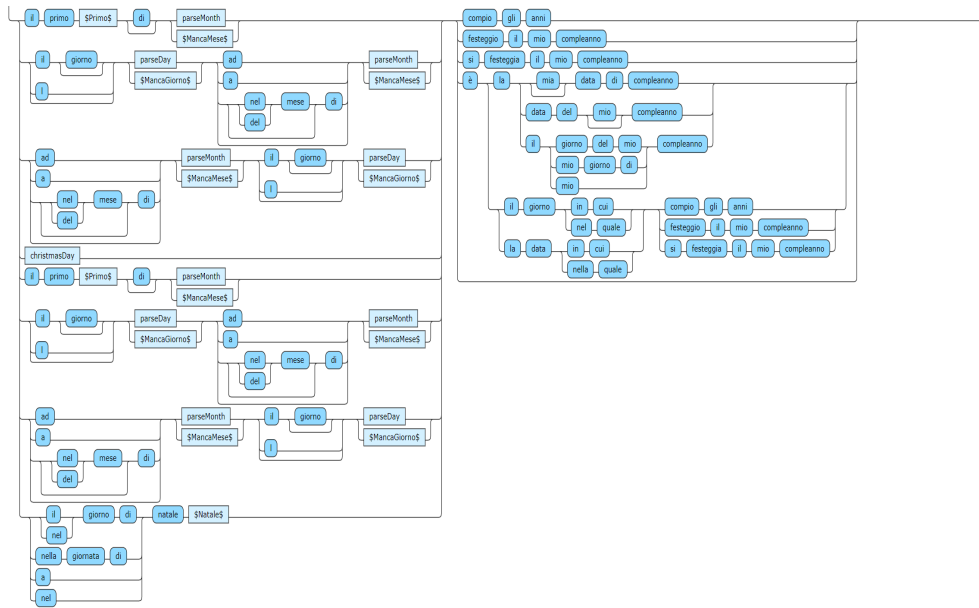 il primo $Primo$ di parseMonth
$MancaMese$
il giorno parseDay ad parseMonth
l $MancaGiorno$ a $MancaMese$
nel mese di
del
ad parseMonth il giorno parseDay
a $MancaMese$ l $MancaGiorno$
nel mese di
del
christmasDay
il primo $Primo$ di parseMonth
$MancaMese$
il giorno parseDay ad parseMonth
l $MancaGiorno$ a $MancaMese$
nel mese di
del
ad parseMonth il giorno parseDay
a $MancaMese$ l $MancaGiorno$
nel mese di
del
il giorno di natale $Natale$
nel
nella giornata di
a
nel
compio gli anni
festeggio il mio compleanno
si festeggia il mio compleanno
è la mia data di compleanno
data del mio compleanno
il giorno del mio compleanno
mio giorno di
mio
il giorno in cui compio gli anni
nel quale festeggio il mio compleanno
la data in cui si festeggia il mio compleanno
nella quale